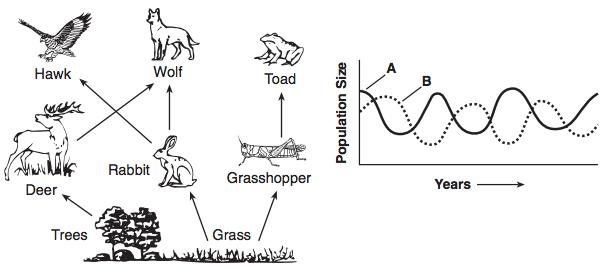 Hawk
Wolf
Toad
Deer
Rabbit
Grasshopper
Trees
Grass
Population Size
A
B
Years